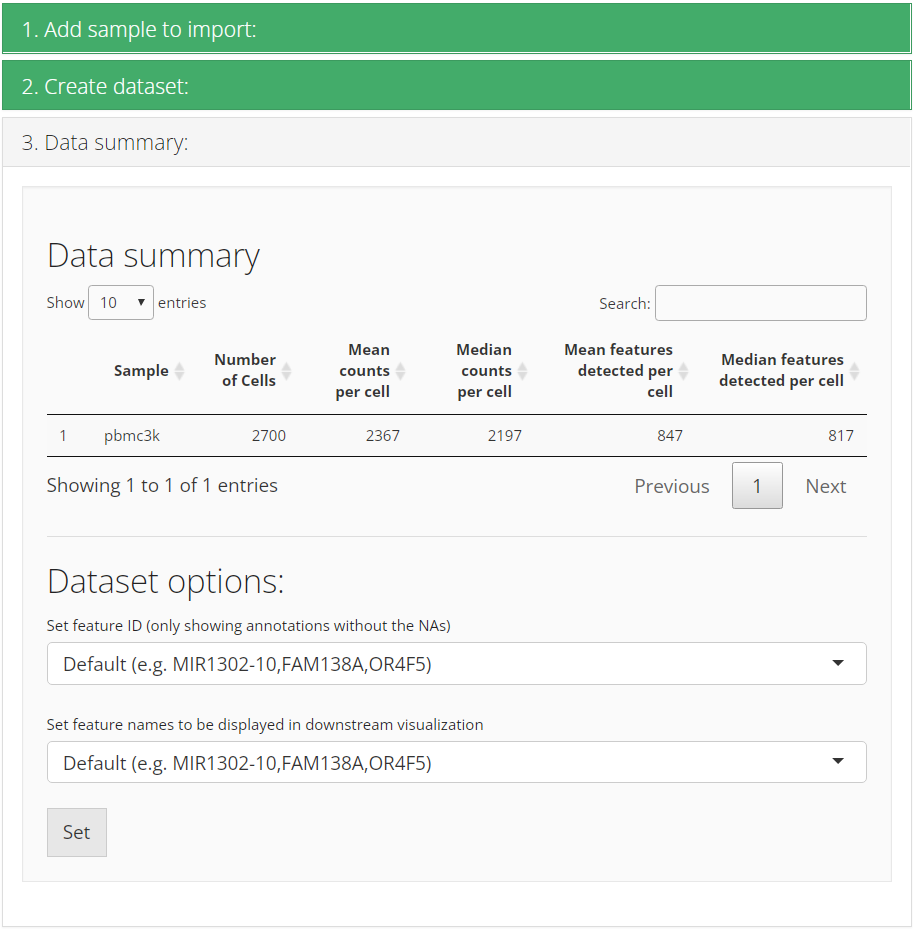 1. Add sample to import:
2. Create dataset:
3. Data summary:
Data summary
Show 10 entries
Search:
Sample
Number of Cells
Mean counts per cell
Median counts per cell
Mean features detected per cell
Median features detected per cell
1 pbmc3k 2700 2367 2197 847 817
Showing 1 to 1 of 1 entries
Previous 1 Next
Dataset options:
Set feature ID (only showing annotations without the NAs)
Default (e.g. MIR1302-10,FAM138A,OR4F5)
Set feature names to be displayed in downstream visualization
Default (e.g. MIR1302-10,FAM138A,OR4F5)
Set